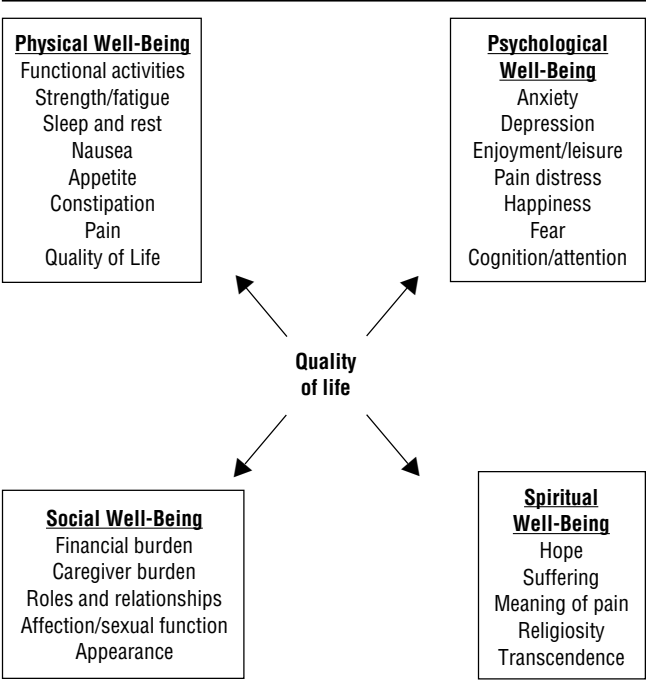 Physical Well-Being
Functional activities
Strength/fatigue
Sleep and rest
Nausea
Appetite
Constipation
Pain
Quality of Life
Psychological
Well-Being
Anxiety
Depression
Enjoyment/leisure
Pain distress
Happiness
Fear
Cognition/attention
Quality
of life
Social Well-Being
Financial burden
Caregiver burden
Roles and relationships
Affection/sexual function
Appearance
Spiritual
Well-Being
Hope
Suffering
Meaning of pain
Religiosity
Transcendence